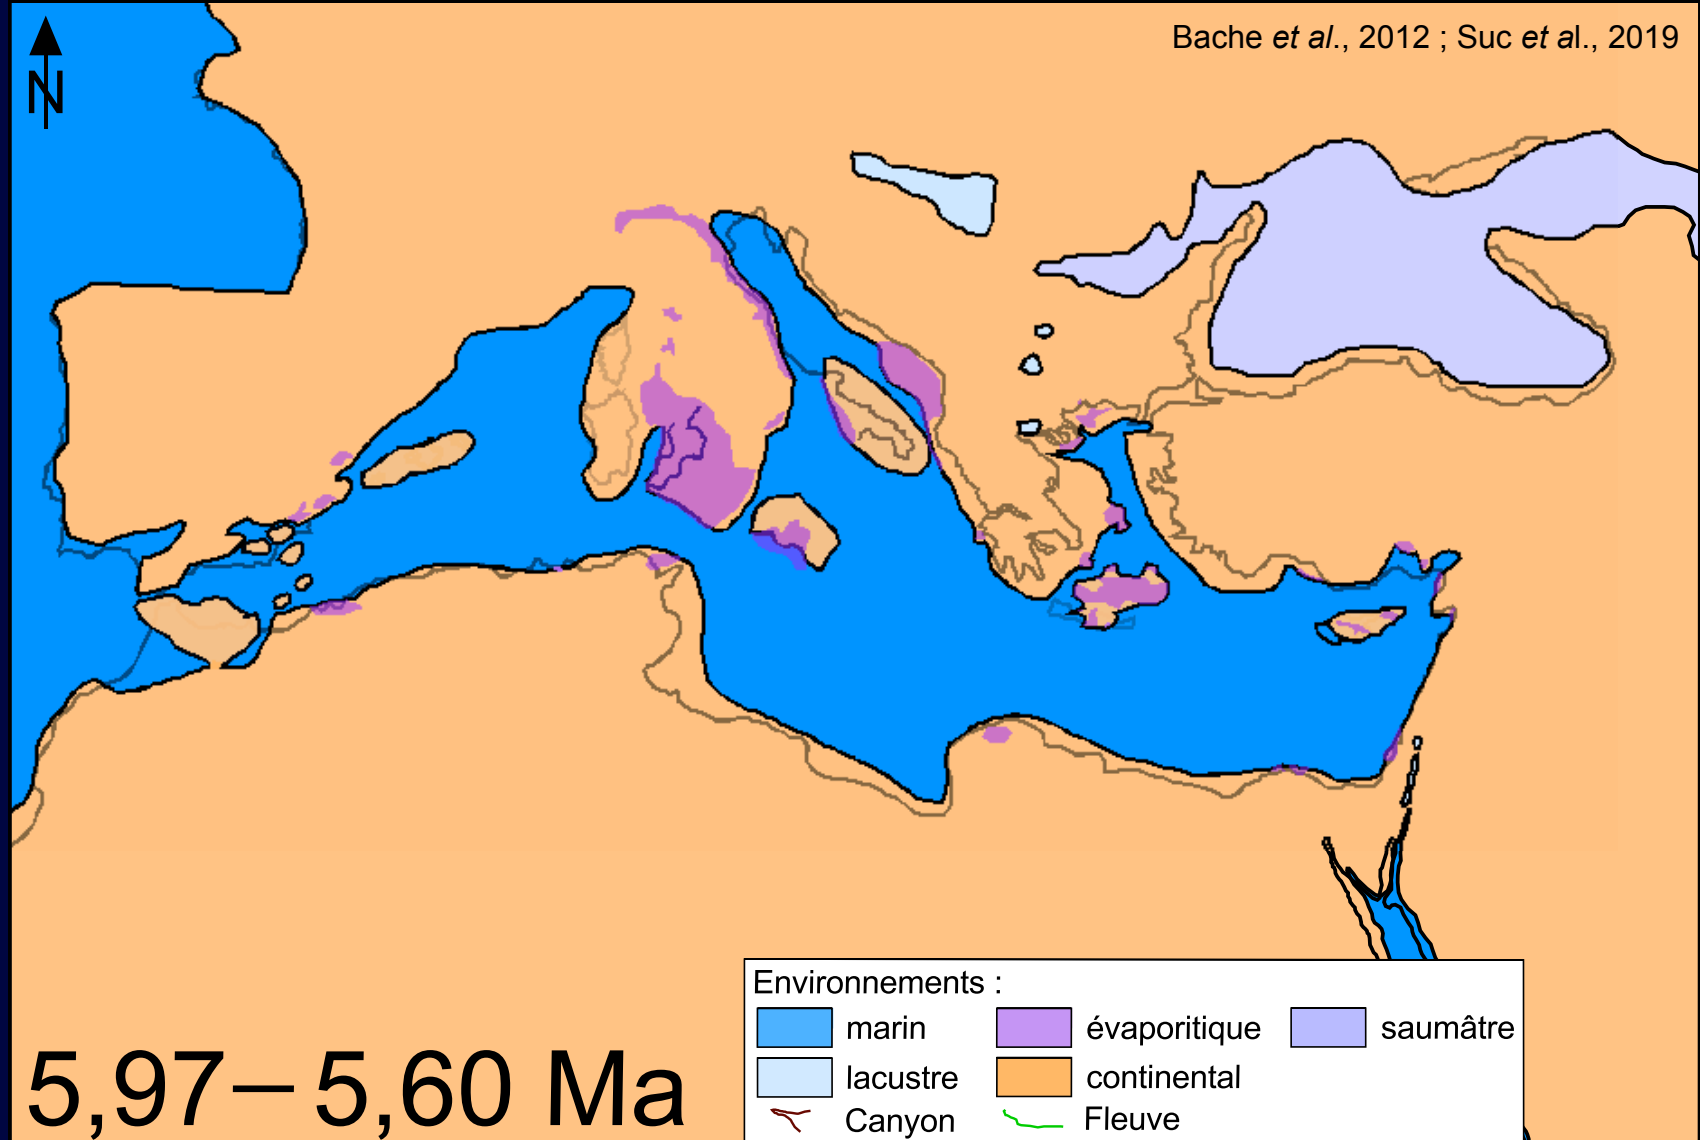 N
Bache et al., 2012 ; Suc et al., 2019
Environnements :
marin
évaporitique
saumâtre
lacustre
continental
Canyon
Fleuve
5,97 – 5,60 Ma